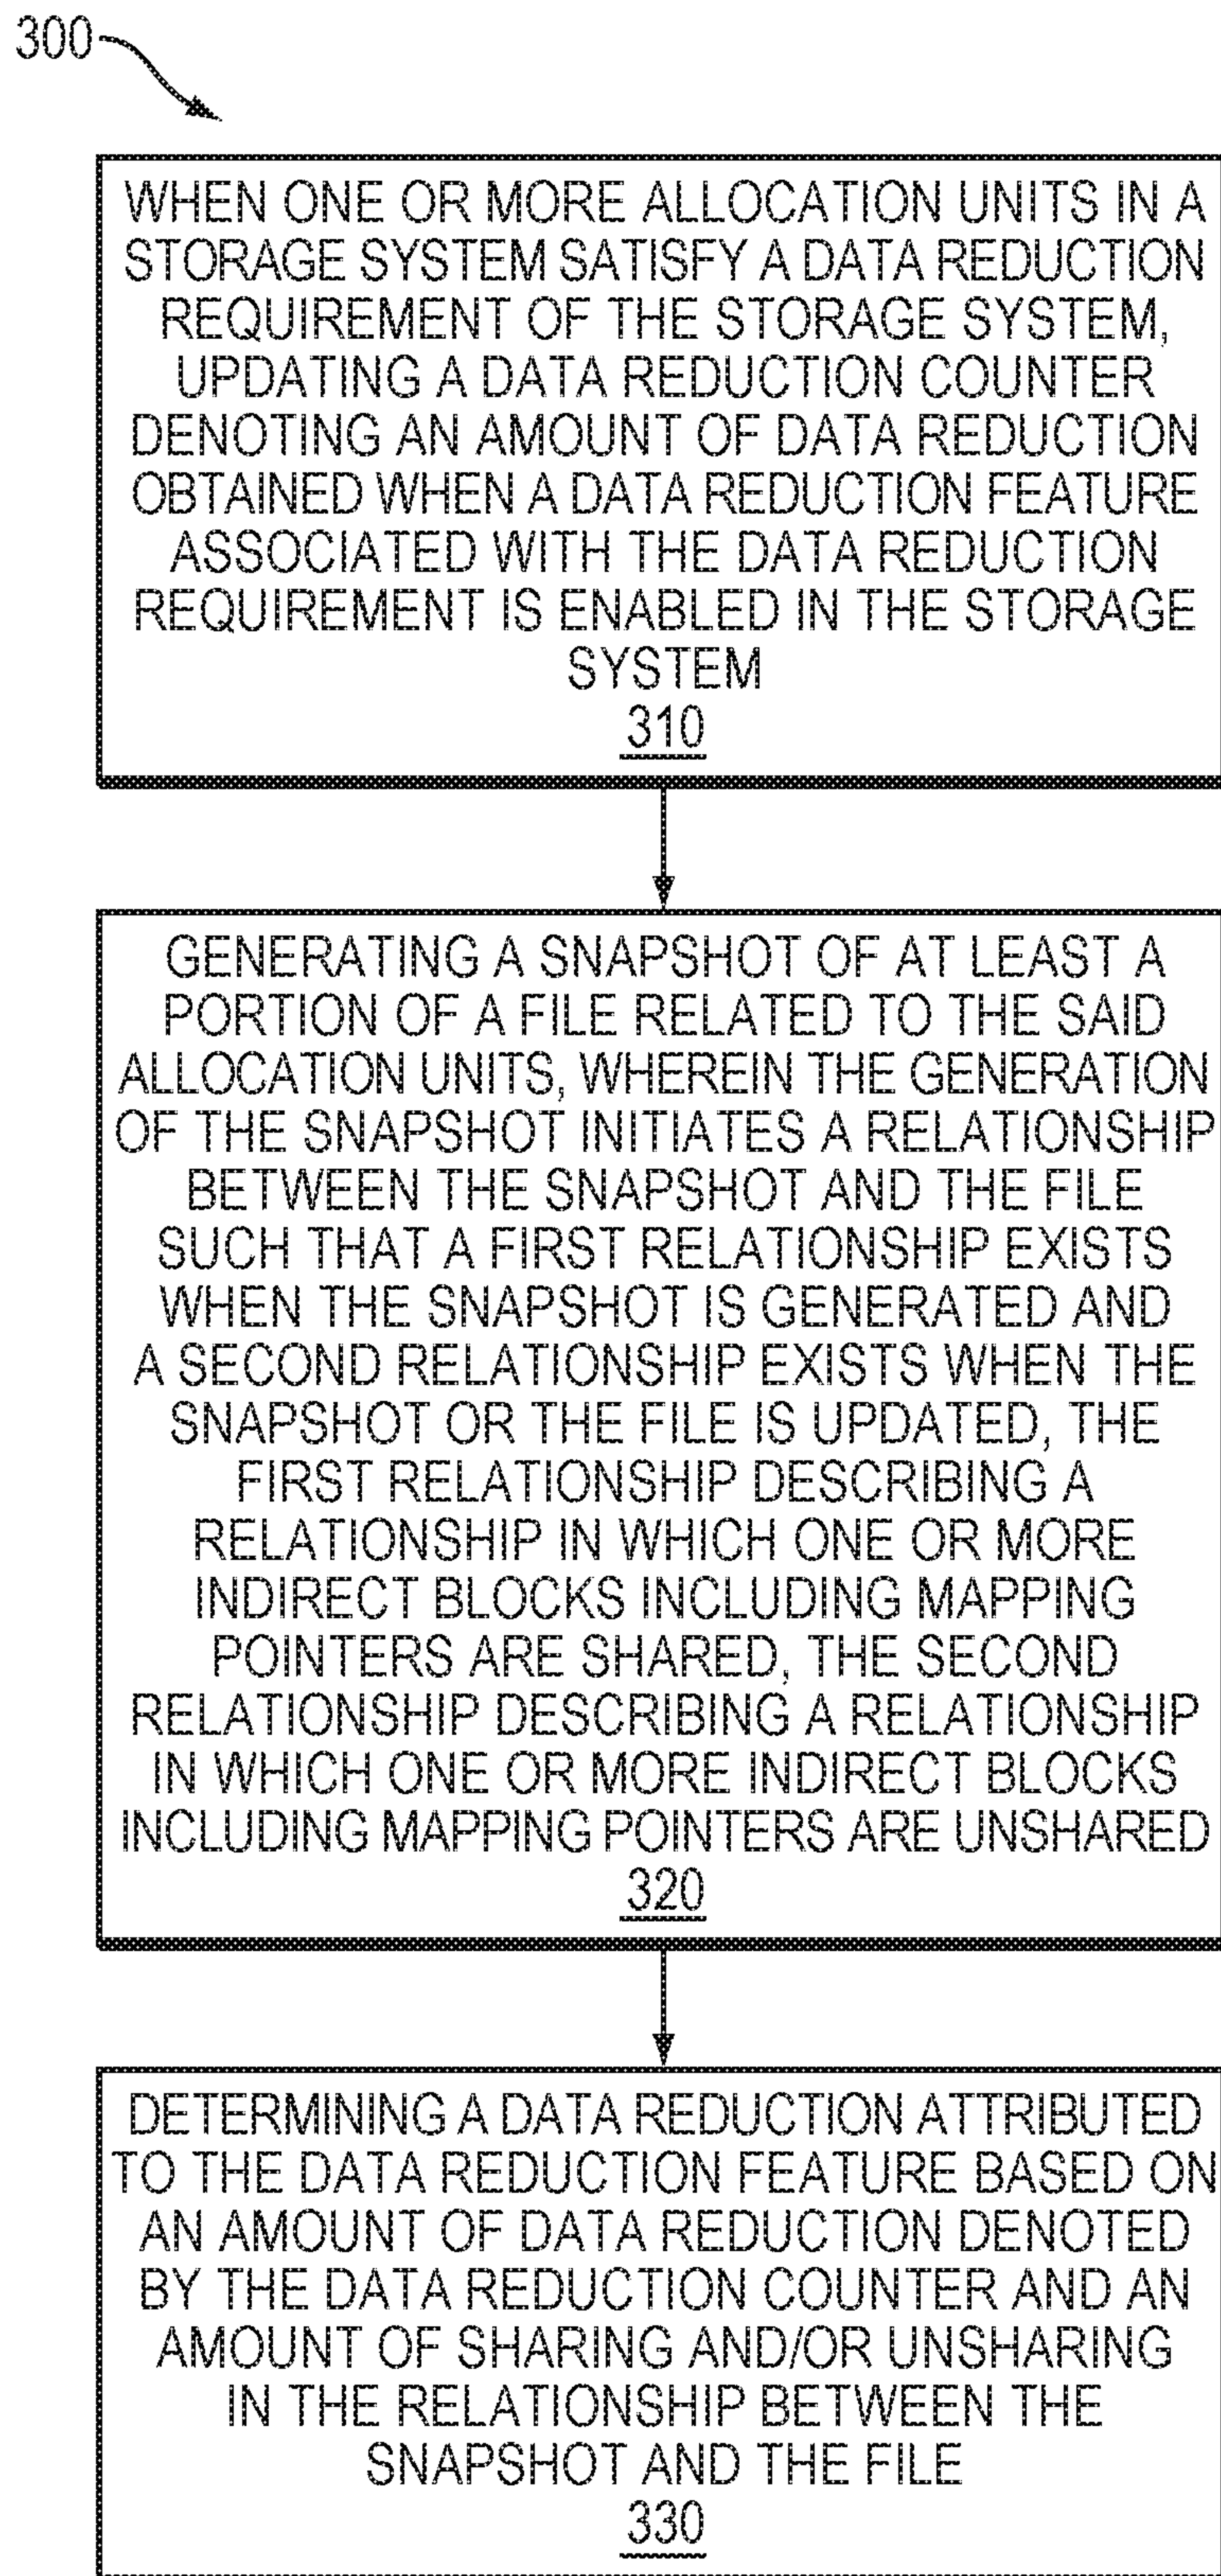 300
WHEN ONE OR MORE ALLOCATION UNITS IN A
STORAGE SYSTEM SATISFY A DATA REDUCTION
REQUIREMENT OF THE STORAGE SYSTEM,
UPDATING A DATA REDUCTION COUNTER
DENOTING AN AMOUNT OF DATA REDUCTION
OBTAINED WHEN A DATA REDUCTION FEATURE
ASSOCIATED WITH THE DATA REDUCTION
REQUIREMENT IS ENABLED IN THE STORAGE
SYSTEM
310
GENERATING A SNAPSHOT OF AT LEAST A
PORTION OF A FILE RELATED TO THE SAID
ALLOCATION UNITS, WHEREIN THE GENERATION
OF THE SNAPSHOT INITIATES A RELATIONSHIP
BETWEEN THE SNAPSHOT AND THE FILE
SUCH THAT A FIRST RELATIONSHIP EXISTS
WHEN THE SNAPSHOT IS GENERATED AND
A SECOND RELATIONSHIP EXISTS WHEN THE
SNAPSHOT OR THE FILE IS UPDATED, THE
FIRST RELATIONSHIP DESCRIBING A
RELATIONSHIP IN WHICH ONE OR MORE
INDIRECT BLOCKS INCLUDING MAPPING
POINTERS ARE SHARED, THE SECOND
RELATIONSHIP DESCRIBING A RELATIONSHIP
IN WHICH ONE OR MORE INDIRECT BLOCKS
INCLUDING MAPPING POINTERS ARE UNSHARED
320
DETERMINING A DATA REDUCTION ATTRIBUTED
TO THE DATA REDUCTION FEATURE BASED ON
AN AMOUNT OF DATA REDUCTION DENOTED
BY THE DATA REDUCTION COUNTER AND AN
AMOUNT OF SHARING AND/OR UNSHARING
IN THE RELATIONSHIP BETWEEN THE
SNAPSHOT AND THE FILE
330